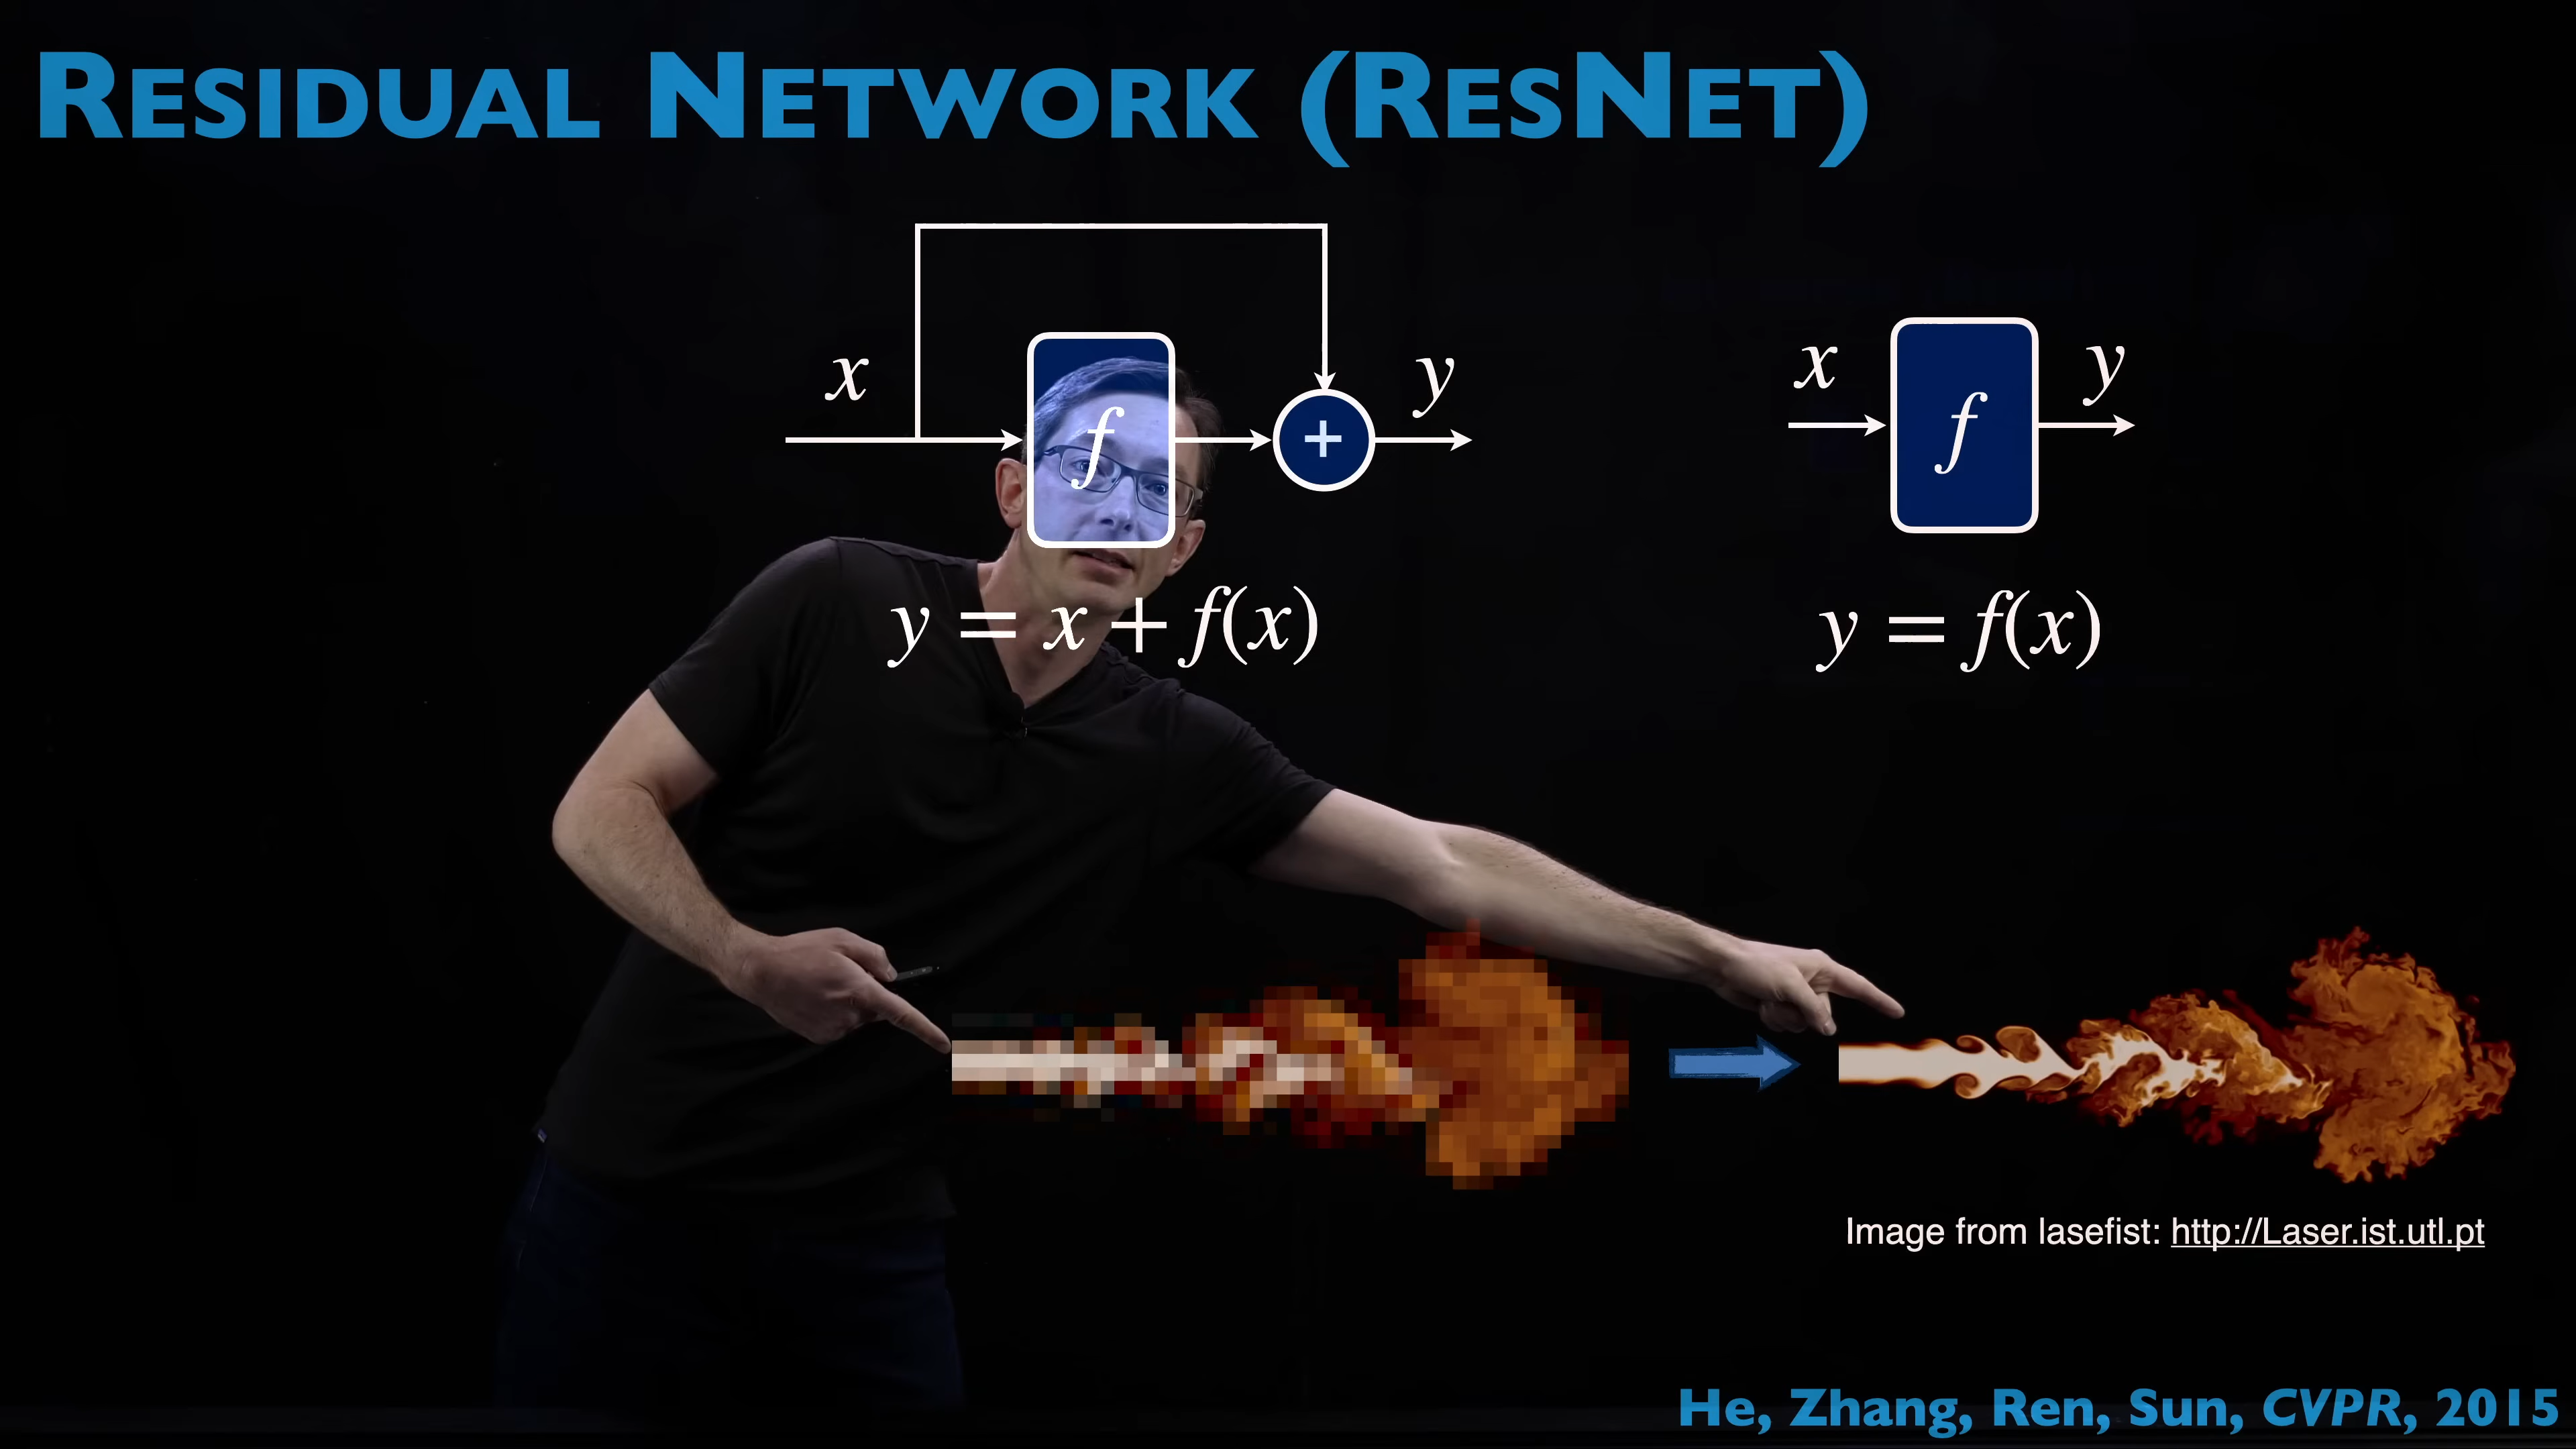 RESIDUAL NETWORK (RESNET)
x
f
+
y
y = x + f(x)
x
f
y
y = f(x)
Image from lasefist: http://Laser.ist.utl.pt
He, Zhang, Ren, Sun, CVPR, 2015